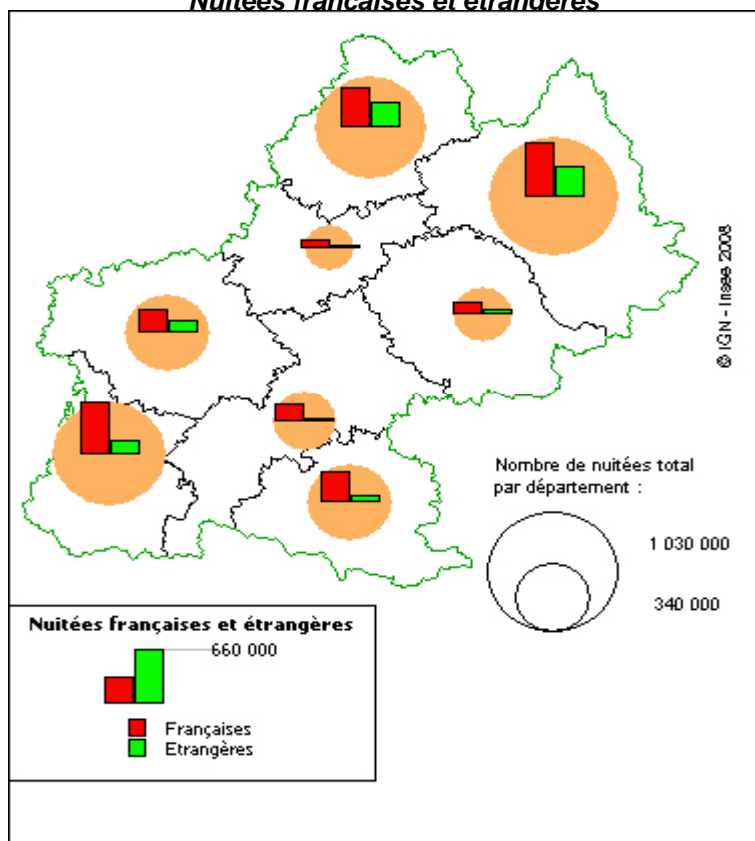 Nuitées françaises et étrangères
© IGN - Insee 2008
Nombre de nuitées total
par département :
1 030 000
340 000
Nuitées françaises et étrangères
660 000
Françaises
Etrangères